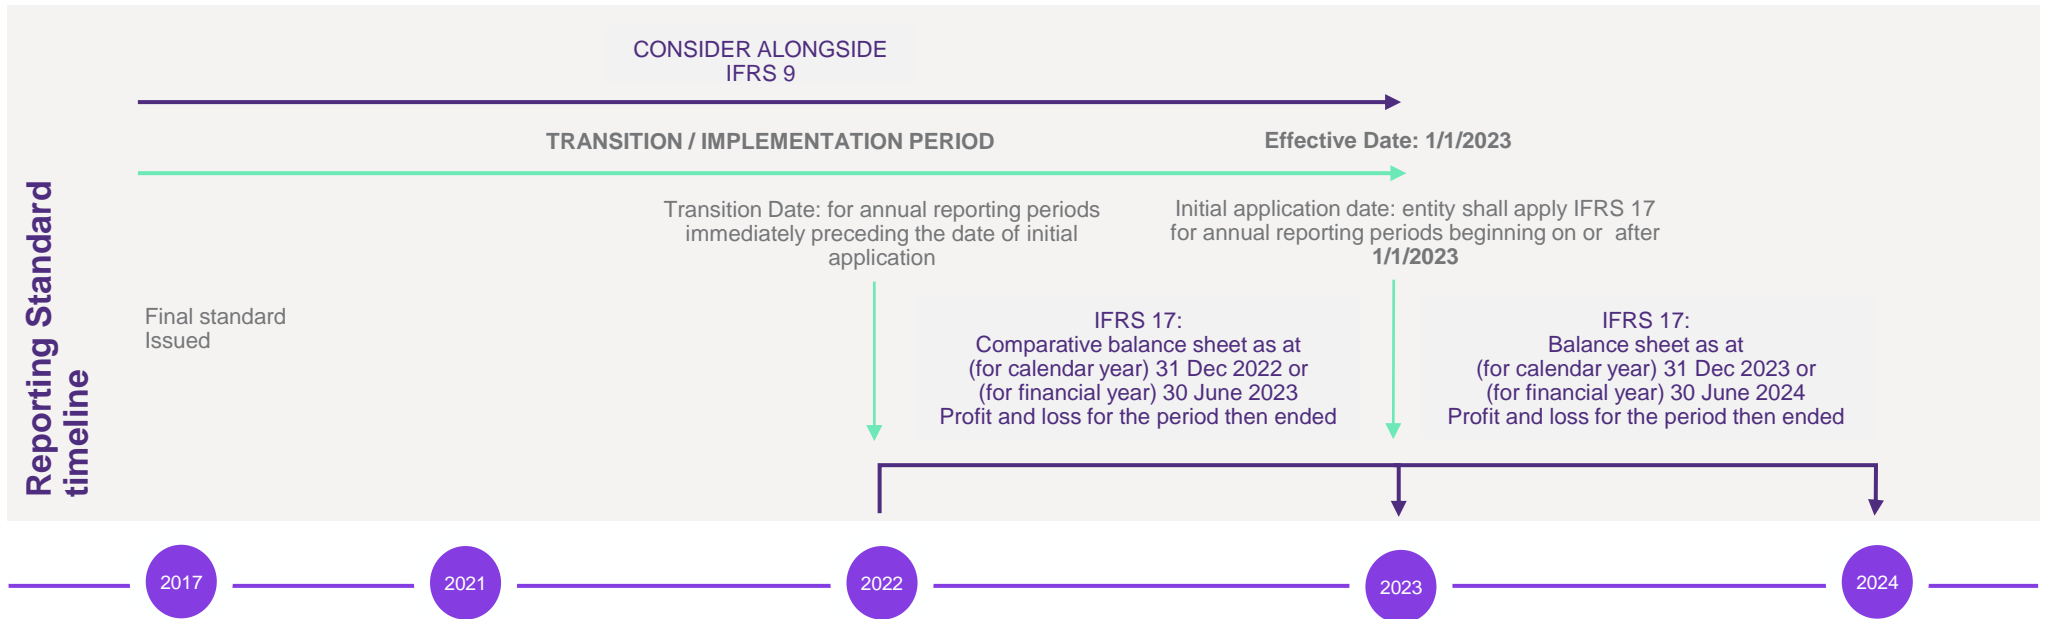 Reporting Standard
timeline
CONSIDER ALONGSIDE
IFRS 9
TRANSITION / IMPLEMENTATION PERIOD
Effective Date: 1/1/2023
Transition Date: for annual reporting periods
immediately preceding the date of initial
application
Initial application date: entity shall apply IFRS 17
for annual reporting periods beginning on or after
1/1/2023
Final standard
Issued
IFRS 17:
Comparative balance sheet as at
(for calendar year) 31 Dec 2022 or
(for financial year) 30 June 2023
Profit and loss for the period then ended
IFRS 17:
Balance sheet as at
(for calendar year) 31 Dec 2023 or
(for financial year) 30 June 2024
Profit and loss for the period then ended
2017
2021
2022
2023
2024